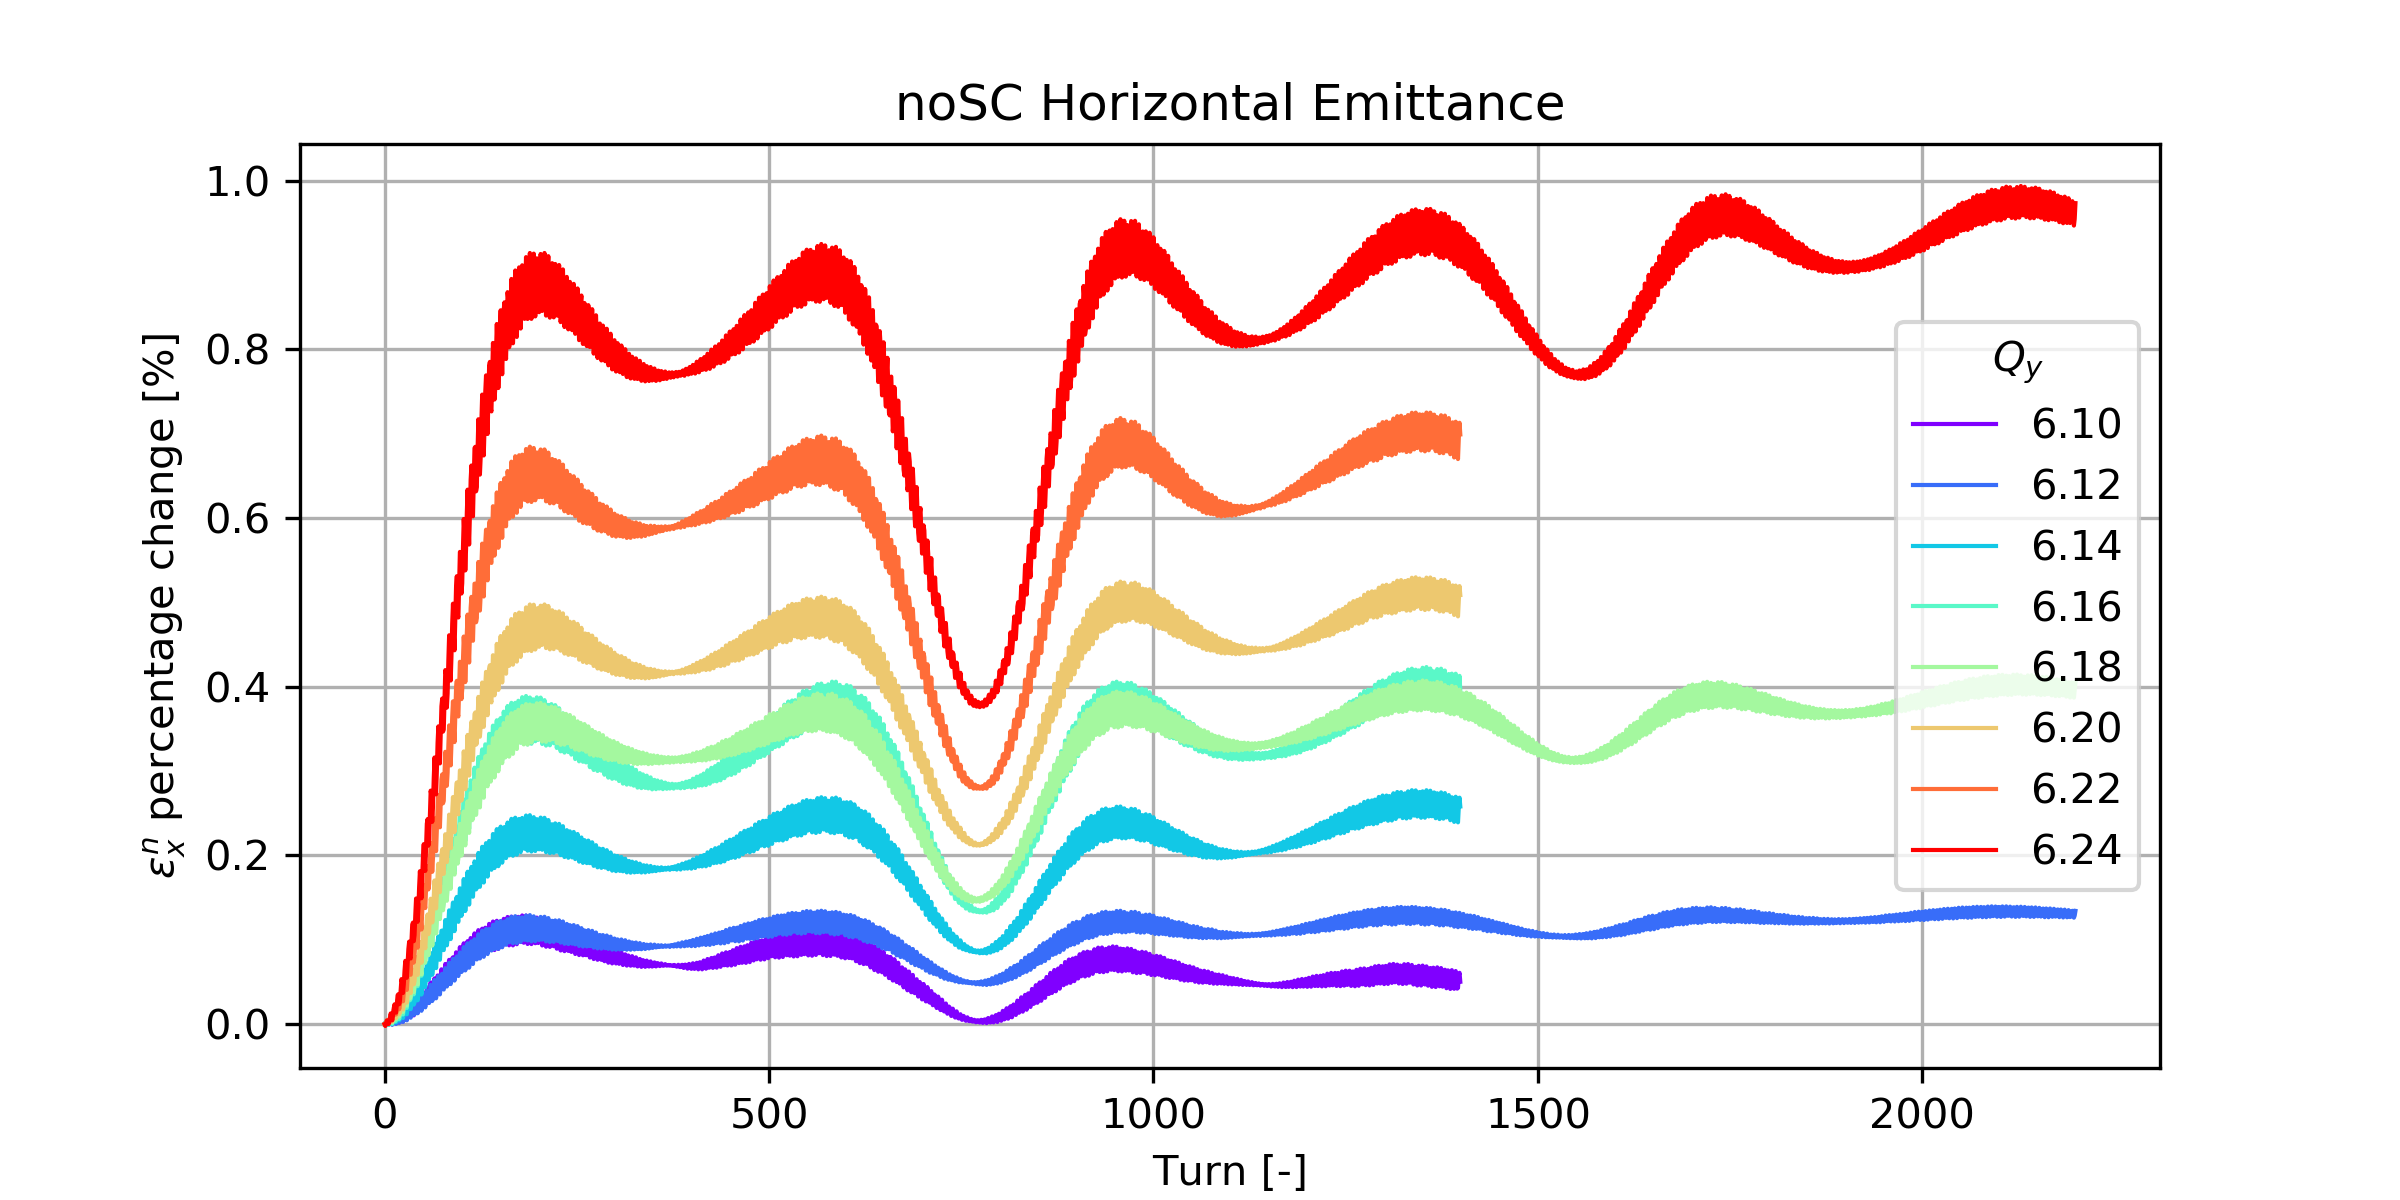 noSC Horizontal Emittance
εₓⁿ percentage change [%]
1.0
0.8
0.6
0.4
0.2
0.0
0 500 1000 1500 2000
Turn [-]
Q_y
6.10
6.12
6.14
6.16
6.18
6.20
6.22
6.24